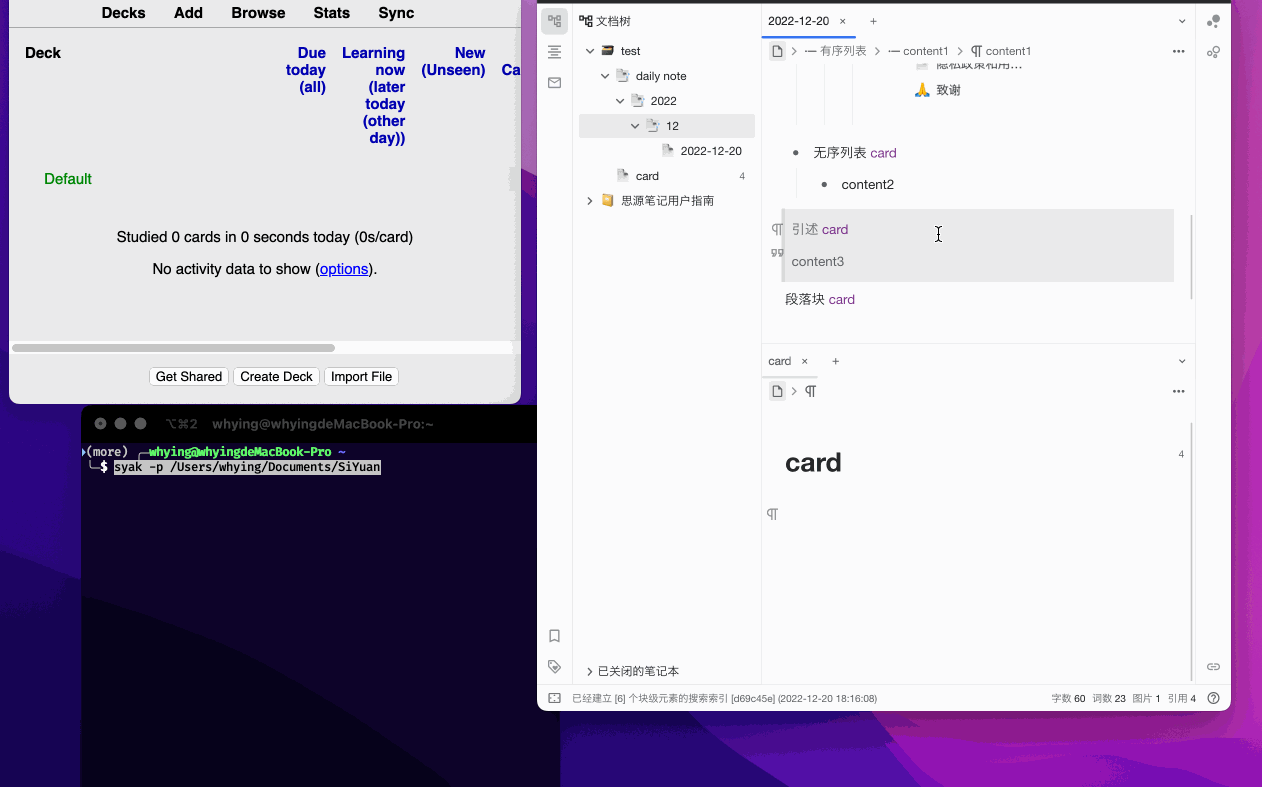 Decks Add Browse Stats Sync
Deck
Due today (all)
Learning now (later today (other day))
New (Unseen)
Ca
Default
Studied 0 cards in 0 seconds today (0s/card)
No activity data to show (options).
Get Shared Create Deck Import File
⌥⌘2 whying@whyingdeMacBook-Pro:~
(more) whying@whyingdeMacBook-Pro ~
$ syak -p /Users/whying/Documents/SiYuan
文档树
test
daily note
2022
12
2022-12-20
card 4
思源笔记用户指南
已关闭的笔记本
2022-12-20 × +
有序列表 > content1 > content1
隐私政策和用...
🙏 致谢
• 无序列表 card
• content2
引述 card
content3
段落块 card
card × +
card 4
已经建立 [6] 个块级元素的搜索索引 [d69c45e] (2022-12-20 18:16:08)
字数 60 词数 23 图片 1 引用 4